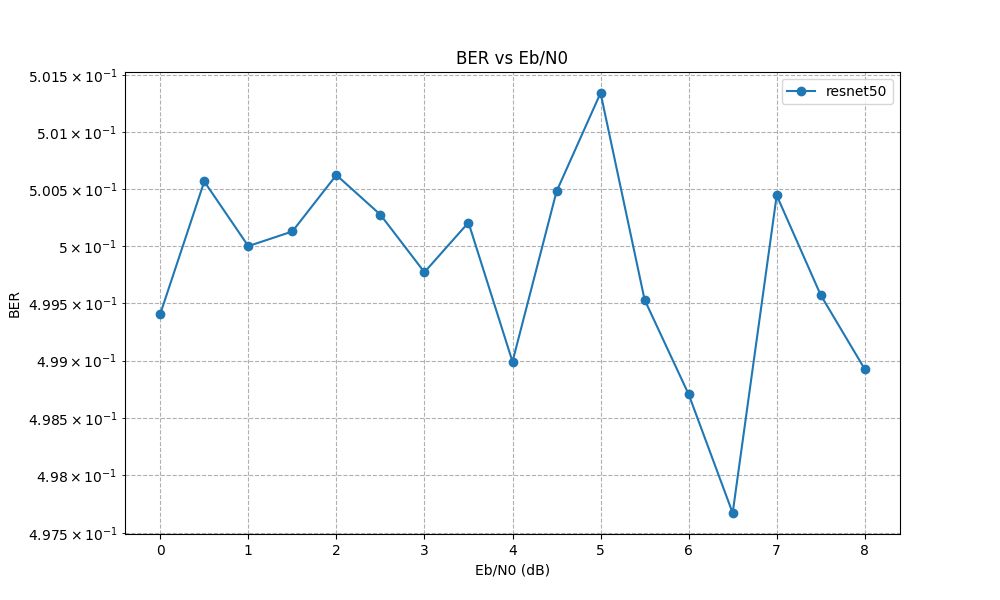 BER vs Eb/N0
resnet50
BER
5.015 × 10⁻¹
5.01 × 10⁻¹
5.005 × 10⁻¹
5 × 10⁻¹
4.995 × 10⁻¹
4.99 × 10⁻¹
4.985 × 10⁻¹
4.98 × 10⁻¹
4.975 × 10⁻¹
0 1 2 3 4 5 6 7 8
Eb/N0 (dB)